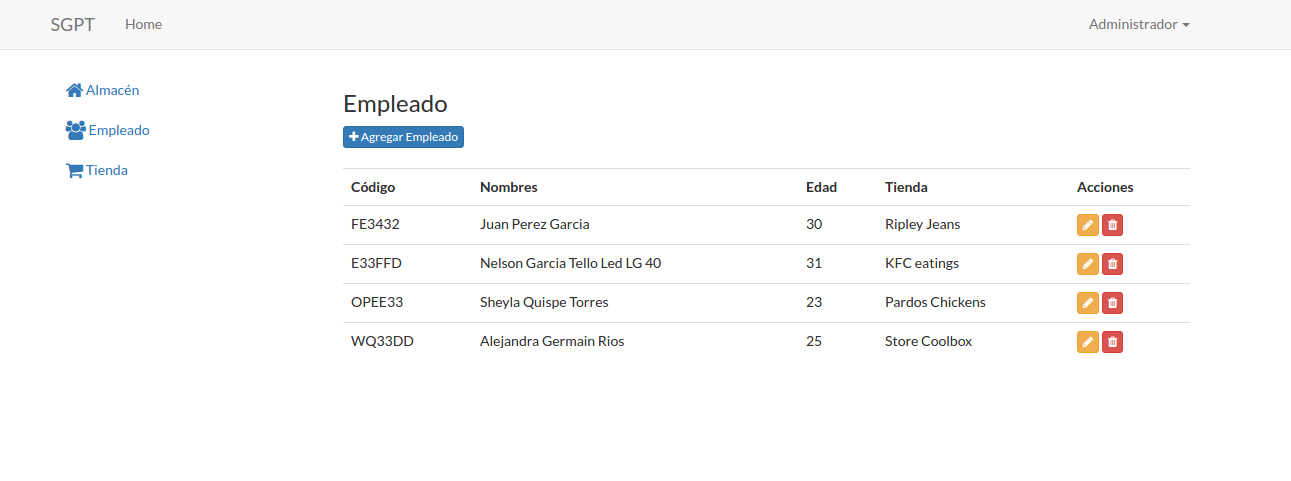 SGPT Home Administrador
Almacén
Empleado
Tienda
Empleado
Agregar Empleado
Código Nombres Edad Tienda Acciones
FE3432 Juan Perez Garcia 30 Ripley Jeans
E33FFD Nelson Garcia Tello Led LG 40 31 KFC eatings
OPEE33 Sheyla Quispe Torres 23 Pardos Chickens
WQ33DD Alejandra Germain Rios 25 Store Coolbox